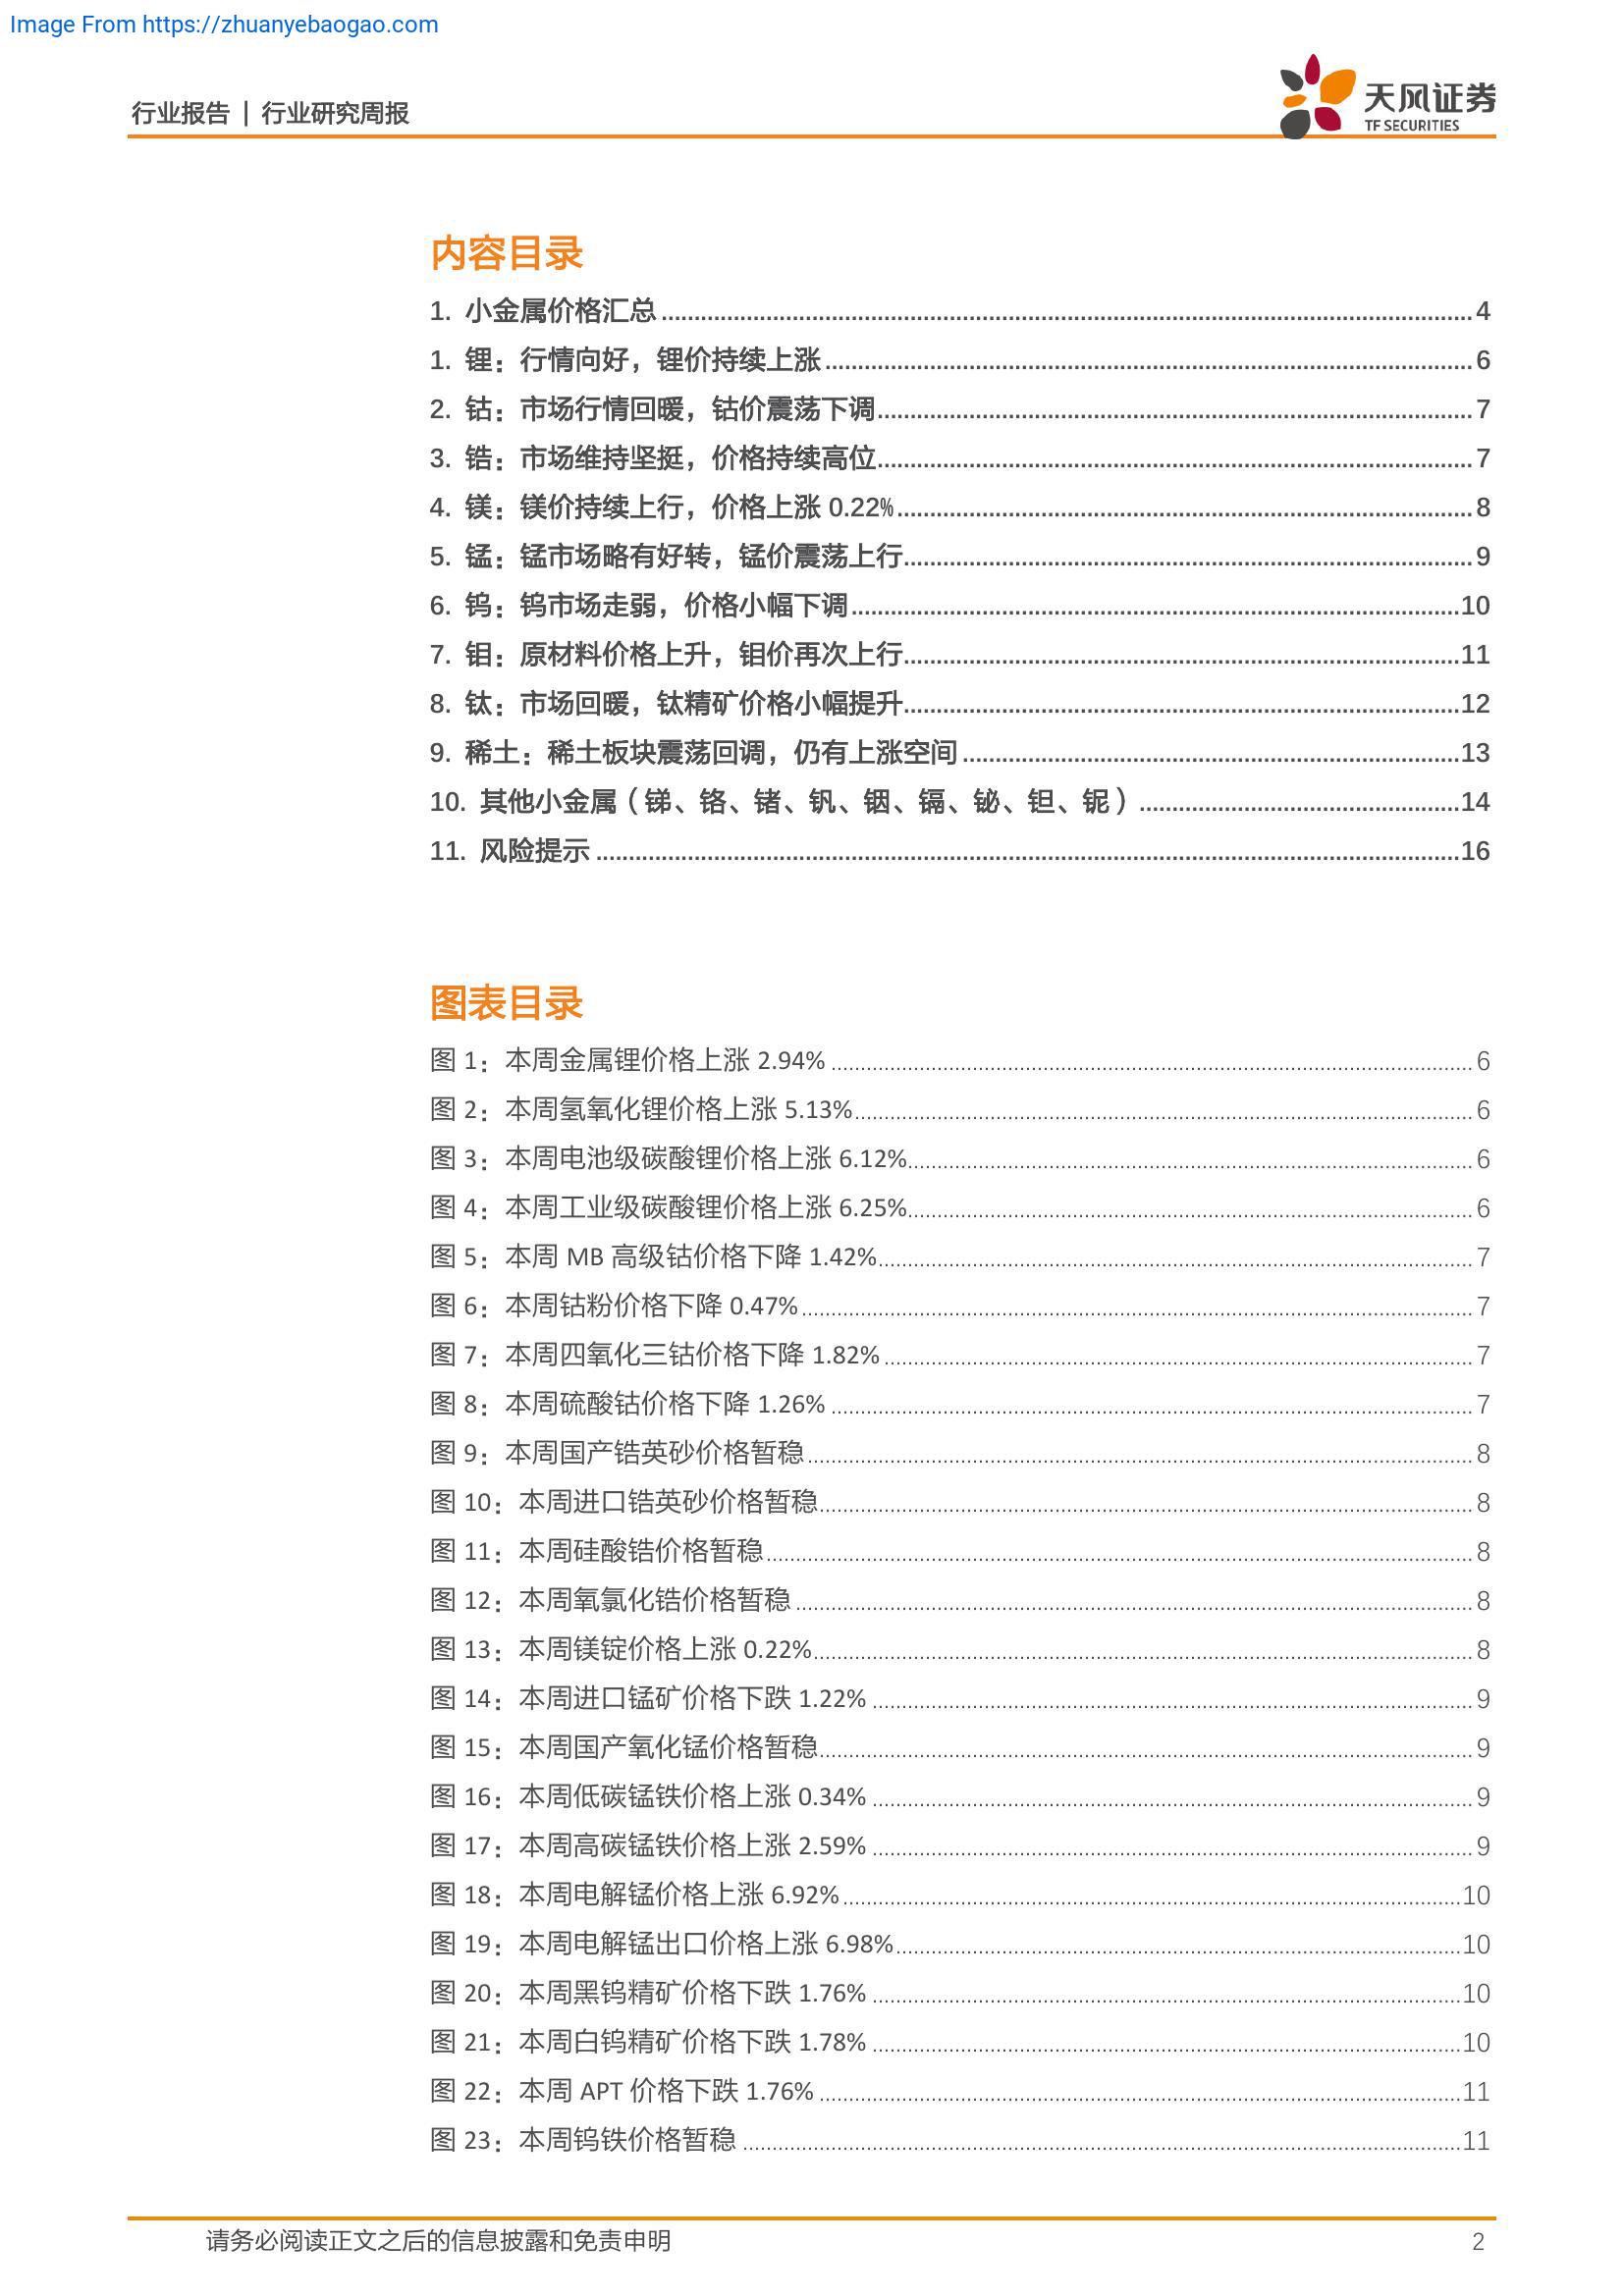 Image From https://zhuanyebaogao.com
行业报告 | 行业研究周报
天风证券
TF SECURITIES
内容目录
1. 小金属价格汇总 4
1. 锂：行情向好，锂价持续上涨 6
2. 钴：市场行情回暖，钴价震荡下调 7
3. 锆：市场维持坚挺，价格持续高位 7
4. 镁：镁价持续上行，价格上涨 0.22% 8
5. 锰：锰市场略有好转，锰价震荡上行 9
6. 钨：钨市场走弱，价格小幅下调 10
7. 钼：原材料价格上升，钼价再次上行 11
8. 钛：市场回暖，钛精矿价格小幅提升 12
9. 稀土：稀土板块震荡回调，仍有上涨空间 13
10. 其他小金属（锑、铬、锗、钒、铟、镉、铋、钽、铌） 14
11. 风险提示 16
图表目录
图 1：本周金属锂价格上涨 2.94% 6
图 2：本周氢氧化锂价格上涨 5.13% 6
图 3：本周电池级碳酸锂价格上涨 6.12% 6
图 4：本周工业级碳酸锂价格上涨 6.25% 6
图 5：本周 MB 高级钴价格下降 1.42% 7
图 6：本周钴粉价格下降 0.47% 7
图 7：本周四氧化三钴价格下降 1.82% 7
图 8：本周硫酸钴价格下降 1.26% 7
图 9：本周国产锆英砂价格暂稳 8
图 10：本周进口锆英砂价格暂稳 8
图 11：本周硅酸锆价格暂稳 8
图 12：本周氧氯化锆价格暂稳 8
图 13：本周镁锭价格上涨 0.22% 8
图 14：本周进口锰矿价格下跌 1.22% 9
图 15：本周国产氧化锰价格暂稳 9
图 16：本周低碳锰铁价格上涨 0.34% 9
图 17：本周高碳锰铁价格上涨 2.59% 9
图 18：本周电解锰价格上涨 6.92% 10
图 19：本周电解锰出口价格上涨 6.98% 10
图 20：本周黑钨精矿价格下跌 1.76% 10
图 21：本周白钨精矿价格下跌 1.78% 10
图 22：本周 APT 价格下跌 1.76% 11
图 23：本周钨铁价格暂稳 11
请务必阅读正文之后的信息披露和免责申明 2